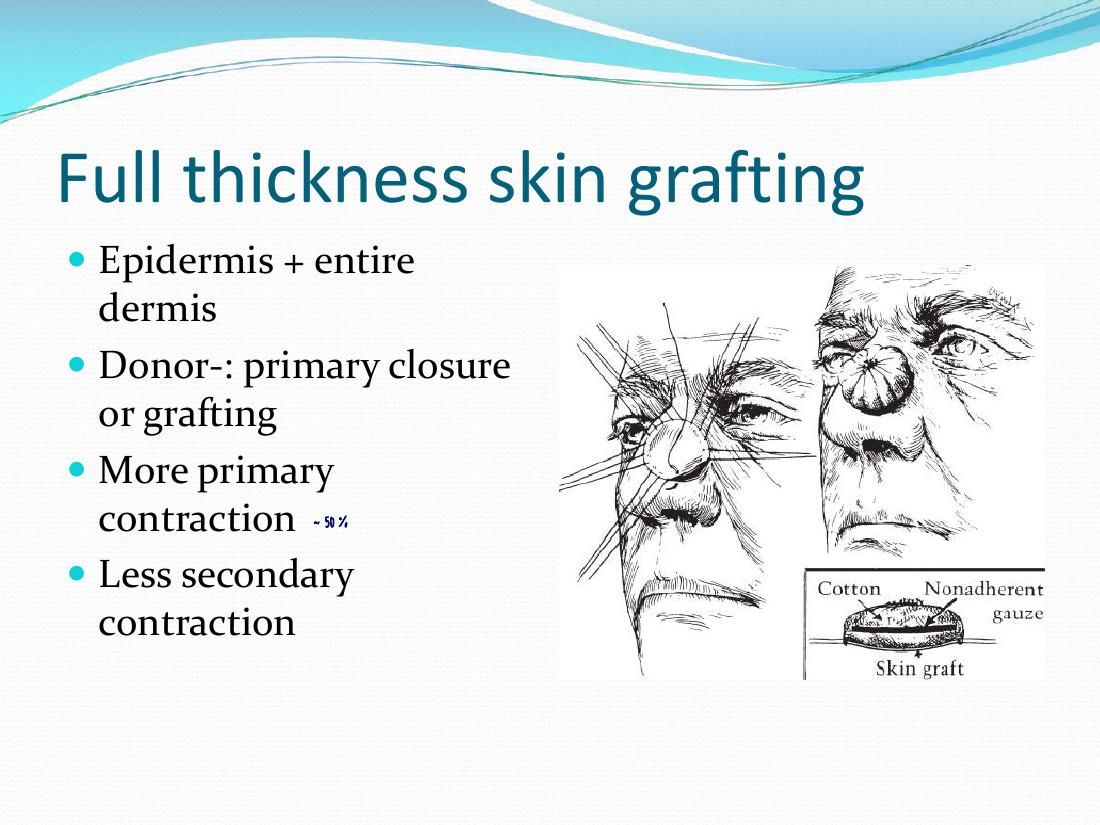 Full thickness skin grafting
Epidermis + entire
dermis
Donor-: primary closure
or grafting
More primary
contraction ~ 50 %
Less secondary
contraction
Cotton Nonadherent
gauze
Skin graft